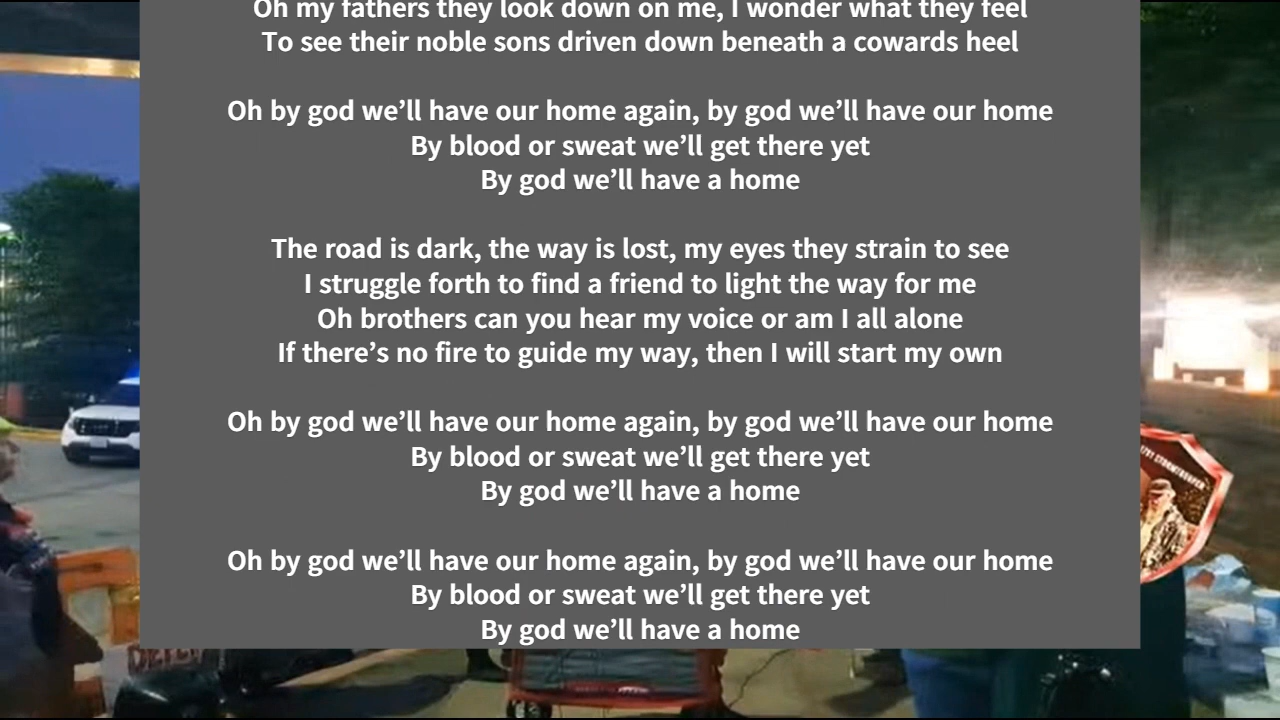 Oh my fathers they look down on me, I wonder what they feel
To see their noble sons driven down beneath a cowards heel
Oh by god we’ll have our home again, by god we’ll have our home
By blood or sweat we’ll get there yet
By god we’ll have a home
The road is dark, the way is lost, my eyes they strain to see
I struggle forth to find a friend to light the way for me
Oh brothers can you hear my voice or am I all alone
If there’s no fire to guide my way, then I will start my own
Oh by god we’ll have our home again, by god we’ll have our home
By blood or sweat we’ll get there yet
By god we’ll have a home
Oh by god we’ll have our home again, by god we’ll have our home
By blood or sweat we’ll get there yet
By god we’ll have a home